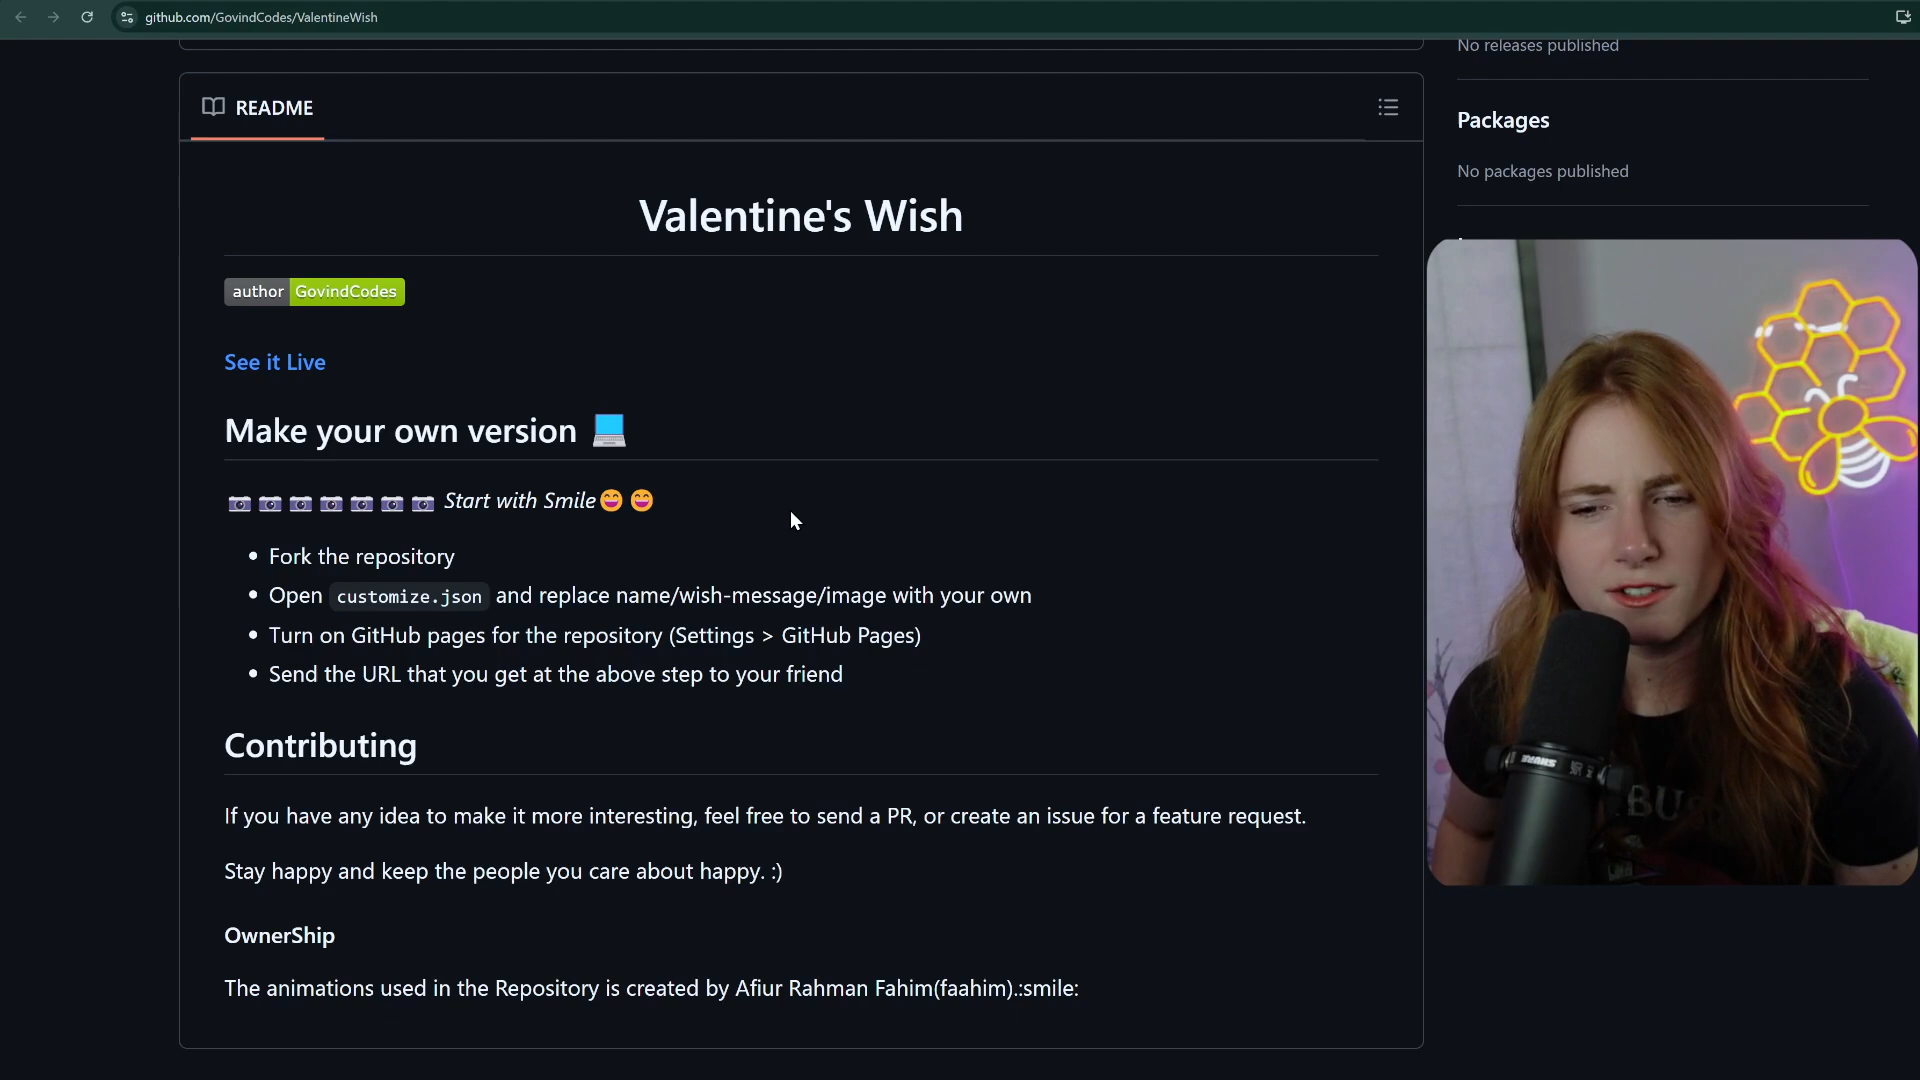 github.com/GovindCodes/ValentineWish
No releases published
README
Packages
No packages published
Valentine's Wish
author GovindCodes
See it Live
Make your own version
Start with Smile
Fork the repository
Open customize.json and replace name/wish-message/image with your own
Turn on GitHub pages for the repository (Settings > GitHub Pages)
Send the URL that you get at the above step to your friend
Contributing
If you have any idea to make it more interesting, feel free to send a PR, or create an issue for a feature request.
Stay happy and keep the people you care about happy. :)
OwnerShip
The animations used in the Repository is created by Afiur Rahman Fahim(faahim).:smile: